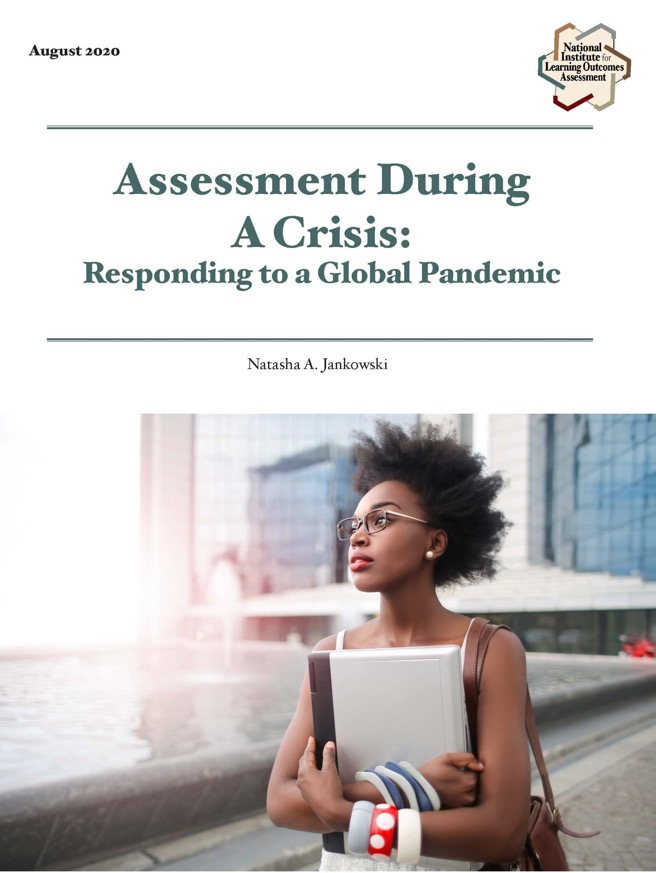 August 2020
National
Institute for
Learning Outcomes
Assessment
Assessment During
A Crisis:
Responding to a Global Pandemic
Natasha A. Jankowski